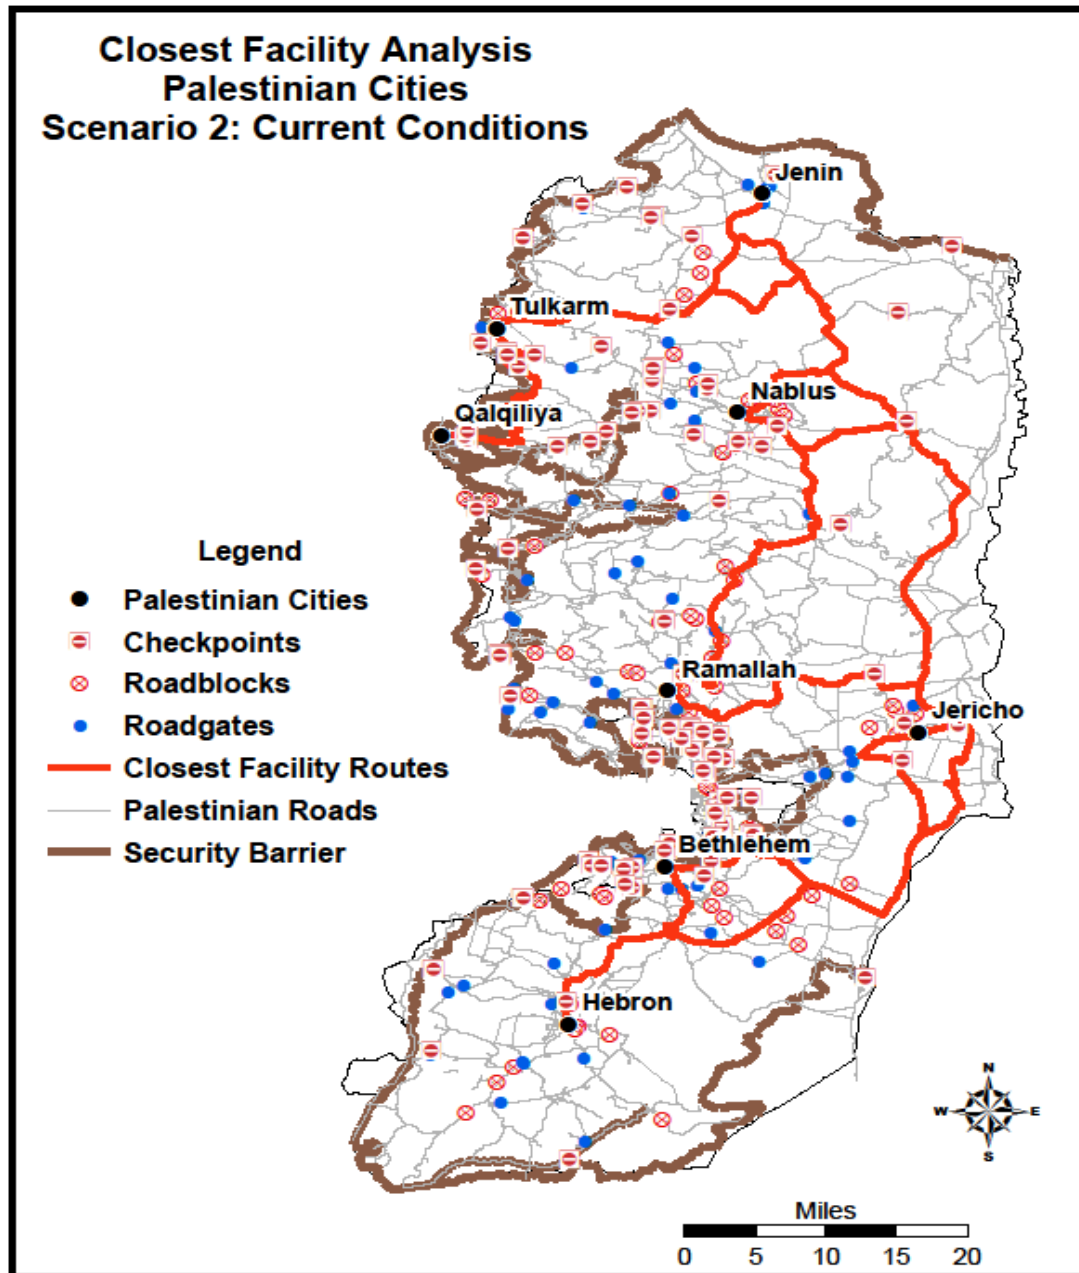 Closest Facility Analysis
Palestinian Cities
Scenario 2: Current Conditions
Jenin
Tulkarm
Nablus
Qalqiliya
Legend
Palestinian Cities
Checkpoints
Roadblocks
Roadgates
Closest Facility Routes
Palestinian Roads
Security Barrier
Ramallah
Jericho
Bethlehem
Hebron
N
W
E
S
Miles
0 5 10 15 20